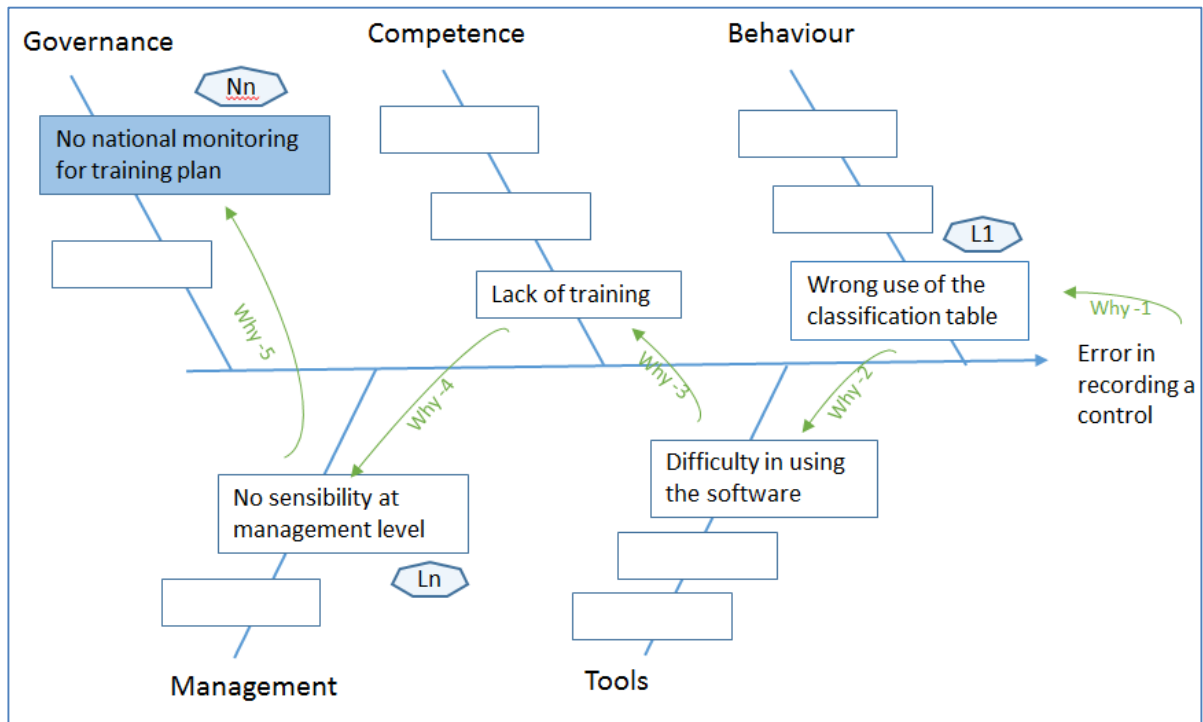 Governance
Competence
Behaviour
Nn
No national monitoring
for training plan
L1
Lack of training
Wrong use of the
classification table
Why -1
Why -5
Why -4
Why -3
Why -2
Error in
recording a
control
No sensibility at
management level
Difficulty in using
the software
Ln
Management
Tools